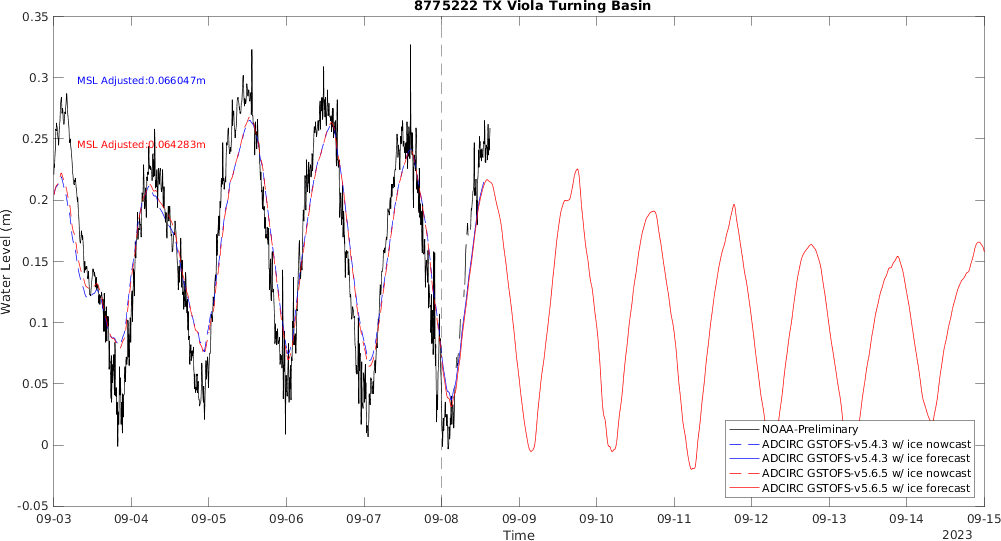 8775222 TX Viola Turning Basin
0.35
0.3
0.25
0.2
0.15
0.1
0.05
0
-0.05
Water Level (m)
MSL Adjusted:0.066047m
MSL Adjusted:0.064283m
NOAA-Preliminary
ADCIRC GSTOFS-v5.4.3 w/ ice nowcast
ADCIRC GSTOFS-v5.4.3 w/ ice forecast
ADCIRC GSTOFS-v5.6.5 w/ ice nowcast
ADCIRC GSTOFS-v5.6.5 w/ ice forecast
09-03 09-04 09-05 09-06 09-07 09-08 09-09 09-10 09-11 09-12 09-13 09-14 09-15
Time
2023